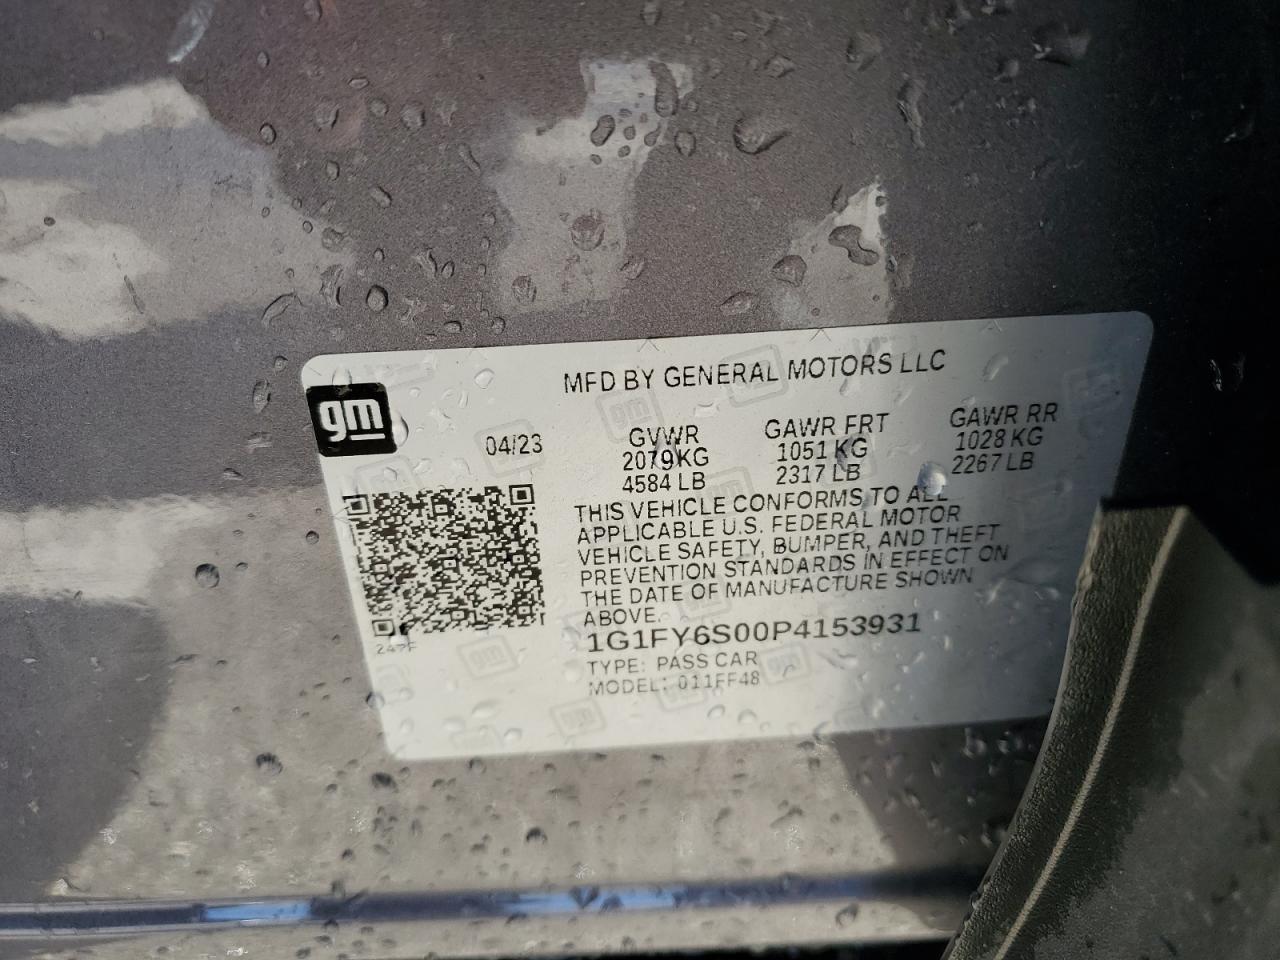 MFD BY GENERAL MOTORS LLC
gm
04/23
GVWR
2079KG
4584 LB
GAWR FRT
1051 KG
2317 LB
GAWR RR
1028 KG
2267 LB
THIS VEHICLE CONFORMS TO ALL
APPLICABLE U.S. FEDERAL MOTOR
VEHICLE SAFETY, BUMPER, AND THEFT
PREVENTION STANDARDS IN EFFECT ON
THE DATE OF MANUFACTURE SHOWN
ABOVE.
1G1FY6S00P4153931
TYPE: PASS CAR
MODEL: 011FF48